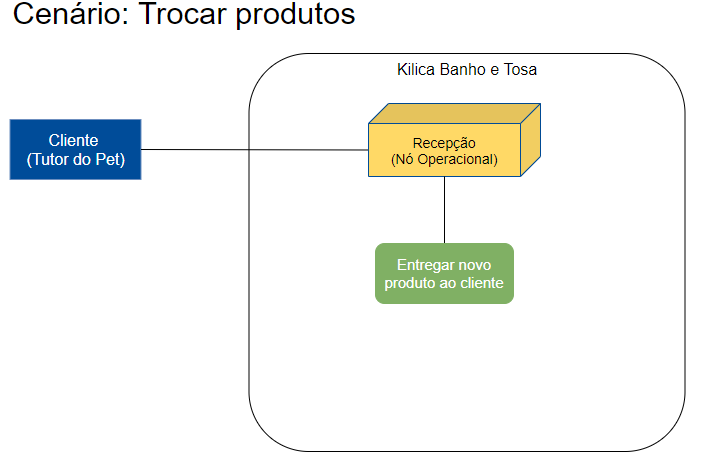 Cenário: Trocar produtos
Kilica Banho e Tosa
Cliente
(Tutor do Pet)
Recepção
(Nó Operacional)
Entregar novo
produto ao cliente